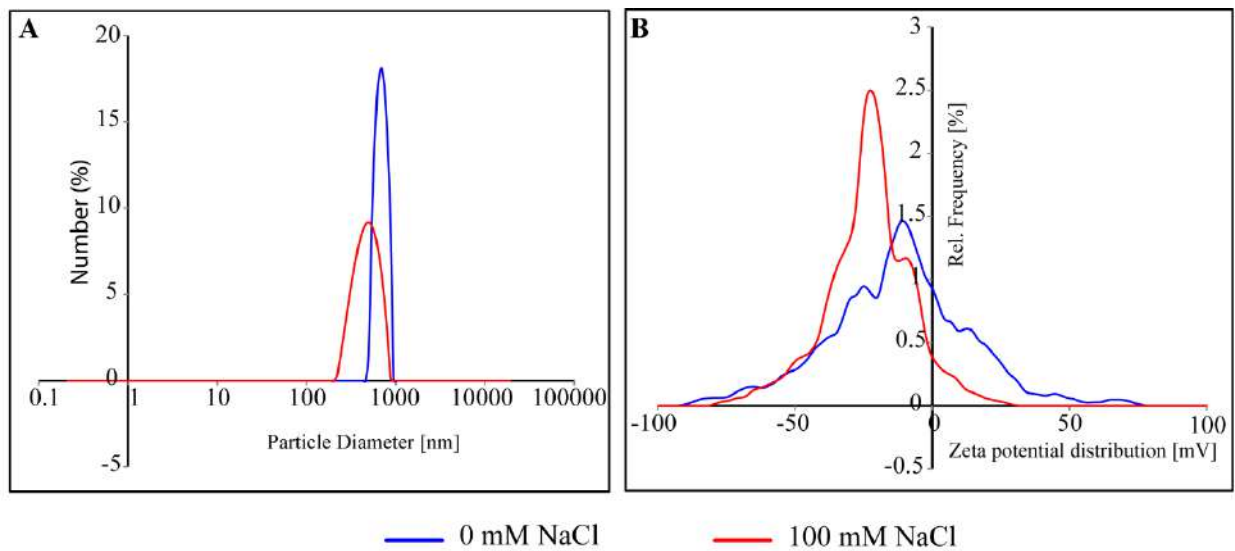 A
20
15
10
5
0
-5
Number (%)
0.1 1 10 100 1000 10000 100000
Particle Diameter [nm]
B
3
2.5
2
1.5
1
0.5
0
-0.5
Rel. Frequency [%]
-100 -50 0 50 100
Zeta potential distribution [mV]
0 mM NaCl
100 mM NaCl